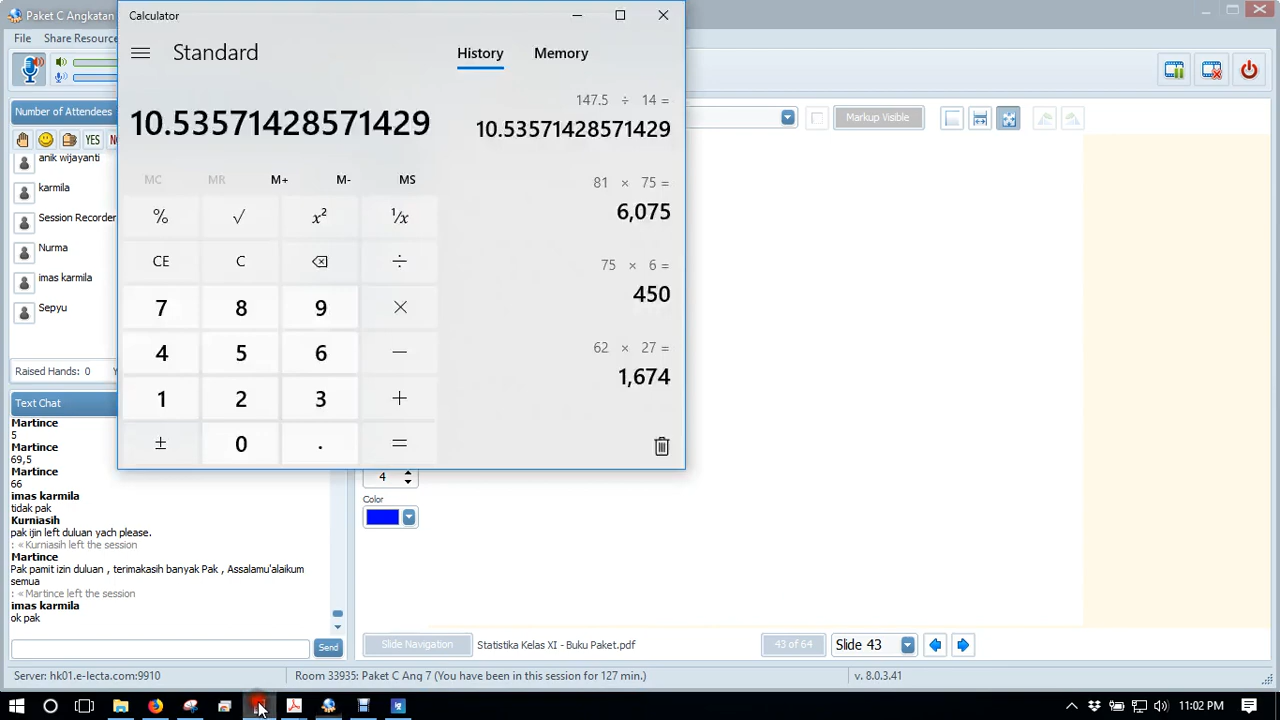 Paket C Angkatan
File Share Resourc
Number of Attendees
YES
anik wijayanti
karmila
Session Recorder
Nurma
imas karmila
Sepyu
Raised Hands: 0
Text Chat
Martince
5
Martince
69,5
Martince
66
imas karmila
tidak pak
Kurniasih
pak ijin left duluan yach please.
: « Kurniasih left the session
Martince
Pak pamit izin duluan , terimakasih banyak Pak , Assalamu'alaikum
semua
: « Martince left the session
imas karmila
ok pak
Send
Calculator
Standard
10.53571428571429
MC MR M+ M- MS
% √ x² ¹/x
CE C ÷
7 8 9 ×
4 5 6 −
1 2 3 +
± 0 . =
History Memory
147.5 ÷ 14 =
10.53571428571429
81 × 75 =
6,075
75 × 6 =
450
62 × 27 =
1,674
Markup Visible
4
Color
Slide Navigation Statistika Kelas XI - Buku Paket.pdf 43 of 64 Slide 43
Server: hk01.e-lecta.com:9910 Room 33935: Paket C Ang 7 (You have been in this session for 127 min.) v. 8.0.3.41
11:02 PM